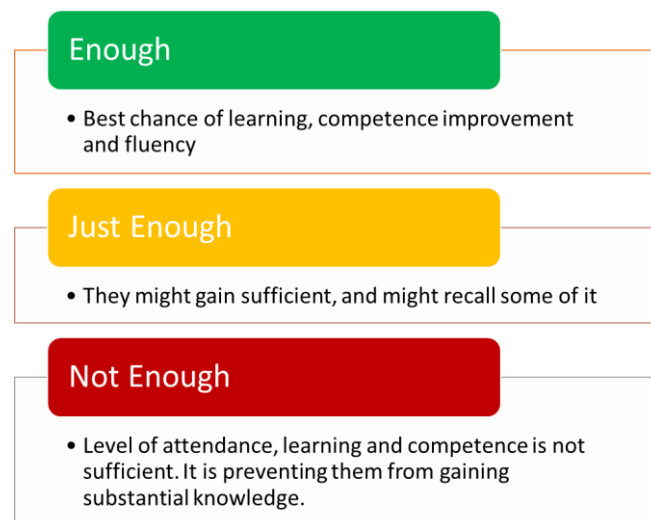 Enough
• Best chance of learning, competence improvement
and fluency
Just Enough
• They might gain sufficient, and might recall some of it
Not Enough
• Level of attendance, learning and competence is not
sufficient. It is preventing them from gaining
substantial knowledge.